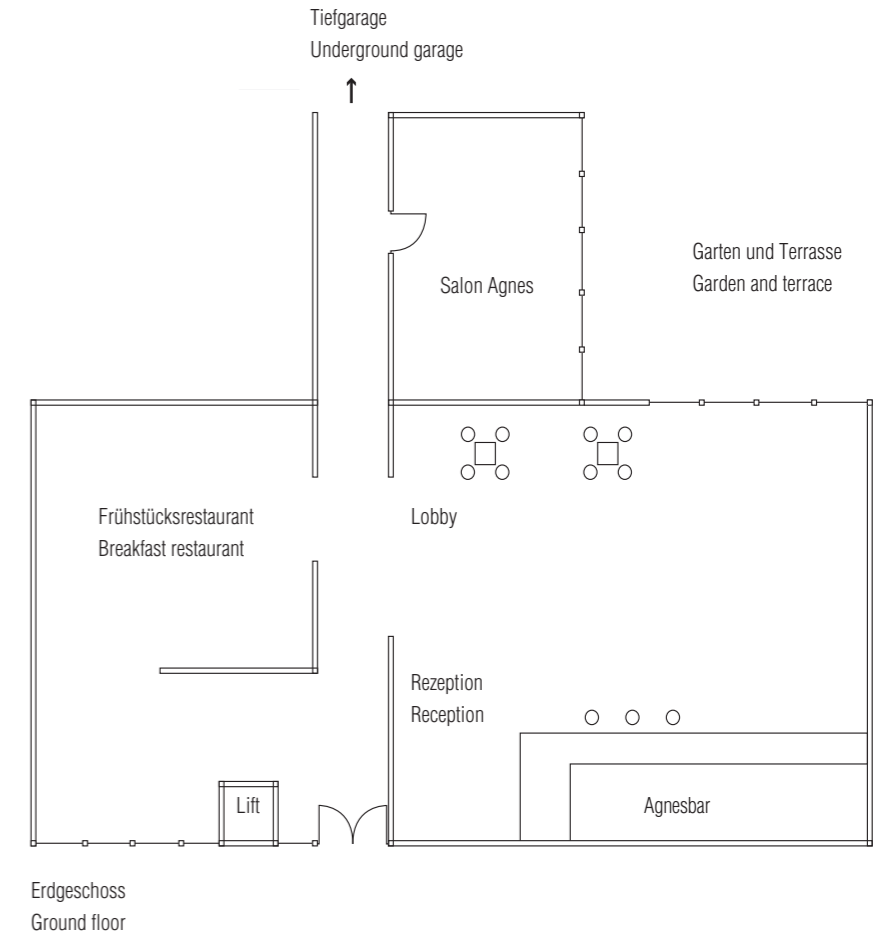 Tiefgarage
Underground garage
Garten und Terrasse
Garden and terrace
Salon Agnes
Frühstücksrestaurant
Breakfast restaurant
Lobby
Rezeption
Reception
Lift
Agnesbar
Erdgeschoss
Ground floor